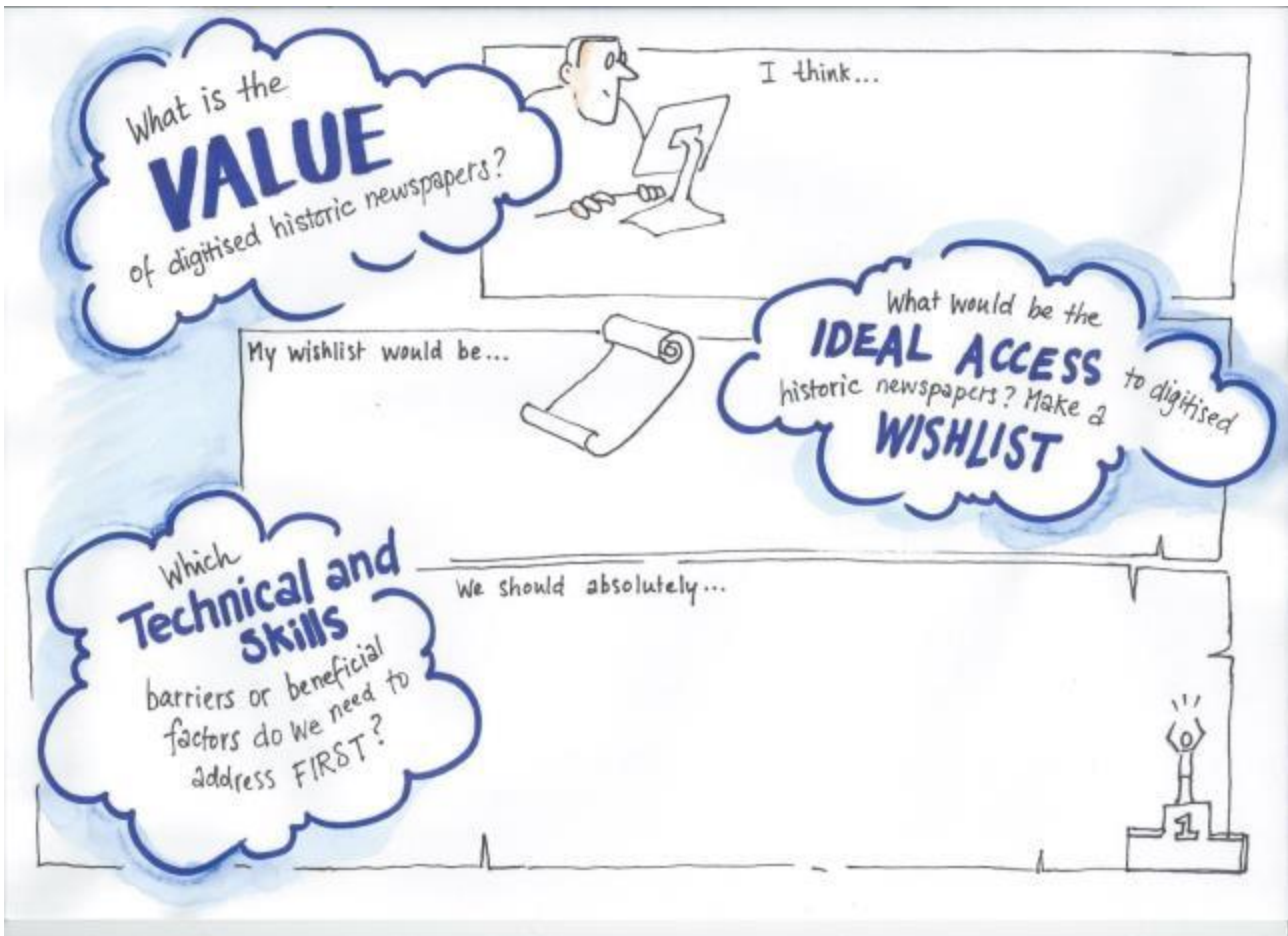 What is the
VALUE
of digitised historic newspapers?
I think...
What would be the
IDEAL ACCESS to digitised
historic newspapers? Make a
WISHLIST
My wishlist would be...
Which
Technical and
Skills
barriers or beneficial
factors do we need to
address FIRST?
We should absolutely...
1